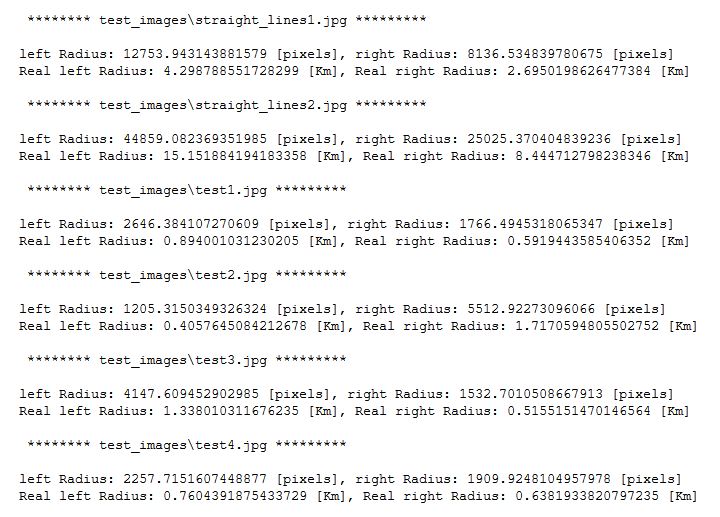 ******** test_images\straight_lines1.jpg *********
left Radius: 12753.943143881579 [pixels], right Radius: 8136.534839780675 [pixels]
Real left Radius: 4.298788551728299 [Km], Real right Radius: 2.6950198626477384 [Km]
******** test_images\straight_lines2.jpg *********
left Radius: 44859.082369351985 [pixels], right Radius: 25025.370404839236 [pixels]
Real left Radius: 15.151884194183358 [Km], Real right Radius: 8.444712798238346 [Km]
******** test_images\test1.jpg *********
left Radius: 2646.384107270609 [pixels], right Radius: 1766.4945318065347 [pixels]
Real left Radius: 0.894001031230205 [Km], Real right Radius: 0.5919443585406352 [Km]
******** test_images\test2.jpg *********
left Radius: 1205.3150349326324 [pixels], right Radius: 5512.92273096066 [pixels]
Real left Radius: 0.4057645084212678 [Km], Real right Radius: 1.7170594805502752 [Km]
******** test_images\test3.jpg *********
left Radius: 4147.609452902985 [pixels], right Radius: 1532.7010508667913 [pixels]
Real left Radius: 1.338010311676235 [Km], Real right Radius: 0.5155151470146564 [Km]
******** test_images\test4.jpg *********
left Radius: 2257.7151607448877 [pixels], right Radius: 1909.9248104957978 [pixels]
Real left Radius: 0.7604391875433729 [Km], Real right Radius: 0.6381933820797235 [Km]